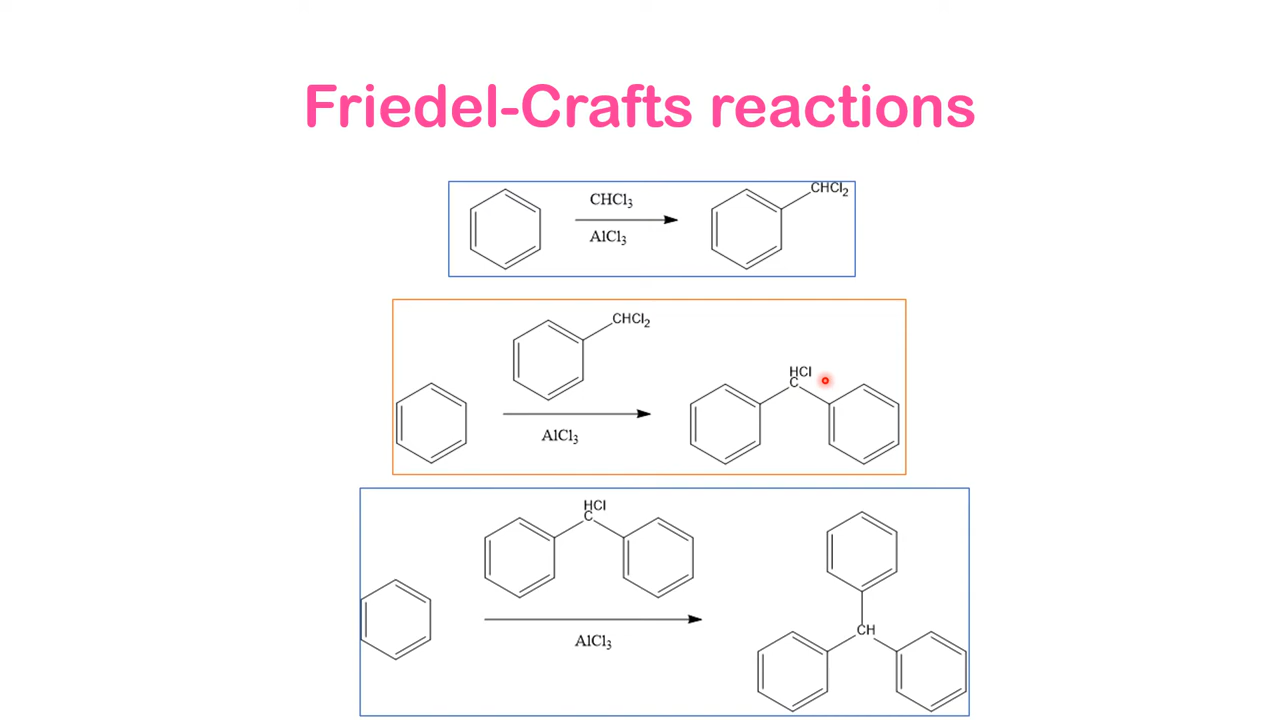 Friedel-Crafts reactions
CHCl3
AlCl3
CHCl2
CHCl2
AlCl3
HCl
C
HCl
C
AlCl3
CH